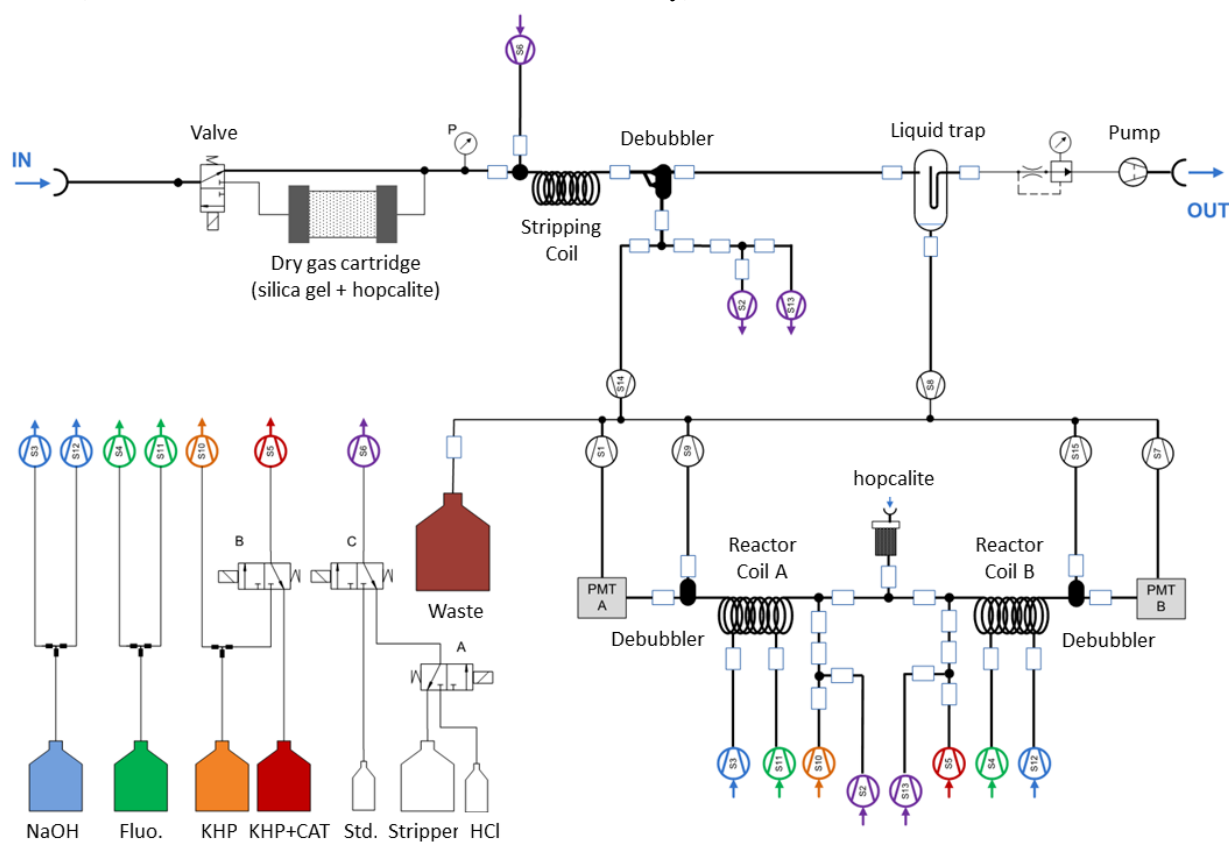 S6
Valve
P
Debubbler
Liquid trap
Pump
IN
OUT
Stripping
Coil
Dry gas cartridge
(silica gel + hopcalite)
S2
S13
S14
S8
S3
S12
S4
S11
S10
S5
S6
S1
S9
S15
S7
hopcalite
B
C
Reactor
Coil A
Reactor
Coil B
PMT
A
PMT
B
Waste
Debubbler
Debubbler
A
S3
S11
S10
S2
S13
S5
S4
S12
NaOH
Fluo.
KHP
KHP+CAT
Std.
Stripper
HCl